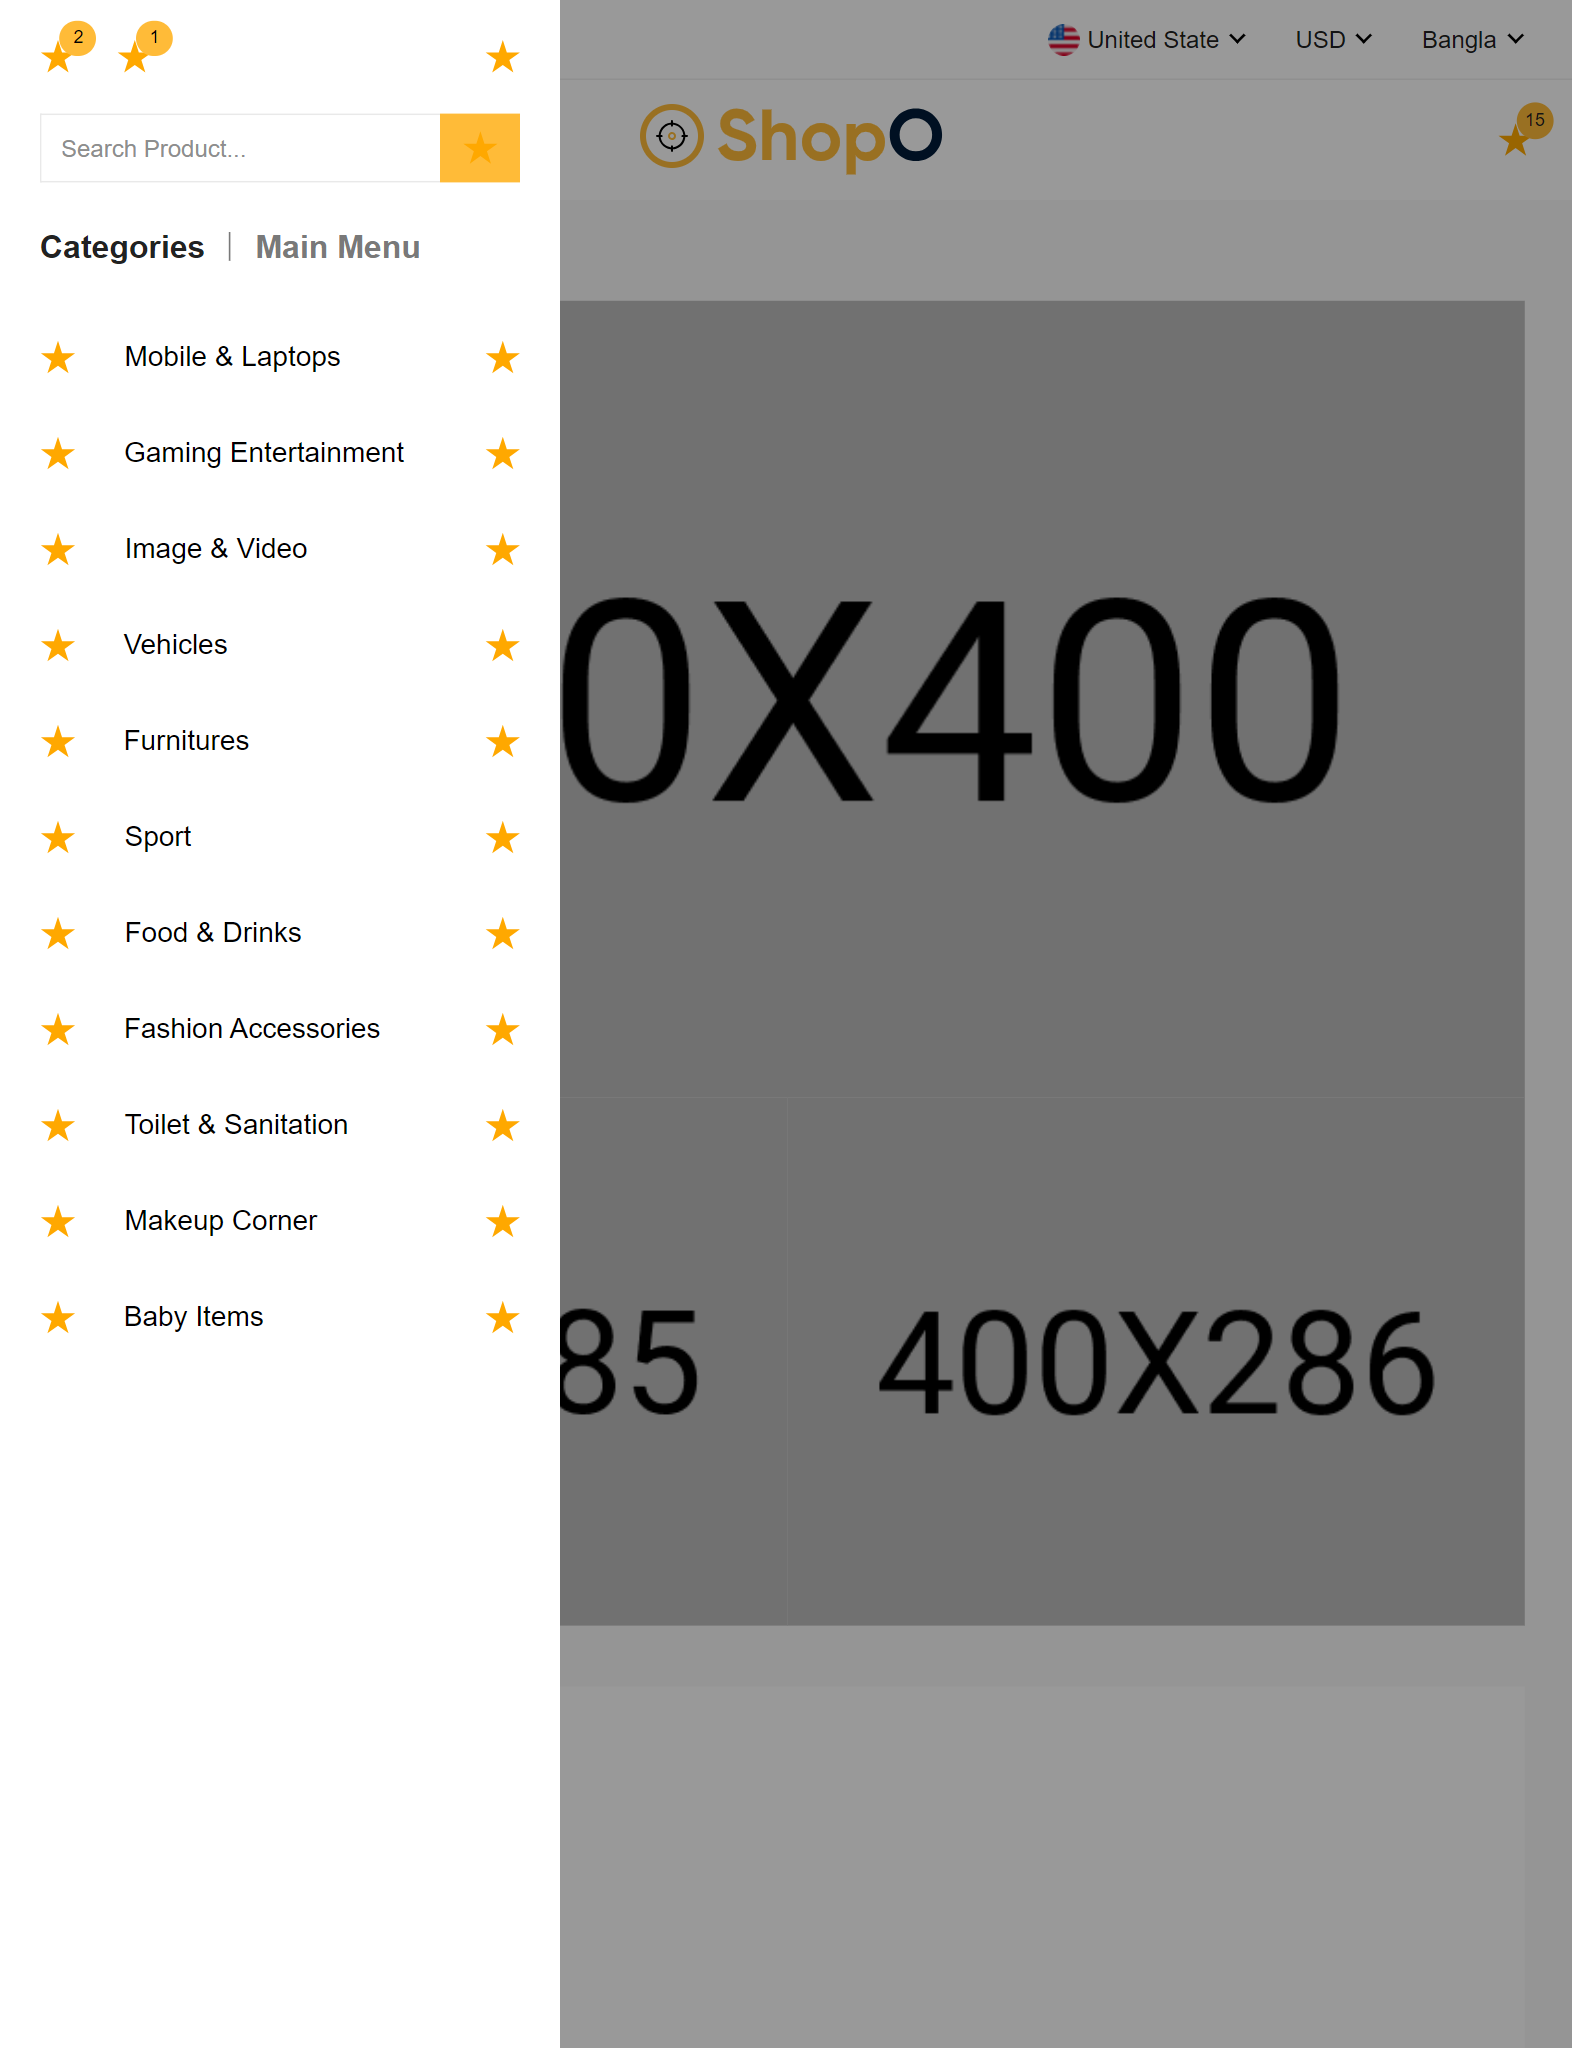 2 1
United State USD Bangla
ShopO
15
Search Product...
Categories | Main Menu
Mobile & Laptops
Gaming Entertainment
Image & Video
Vehicles
Furnitures
Sport
Food & Drinks
Fashion Accessories
Toilet & Sanitation
Makeup Corner
Baby Items
0X400
85
400X286